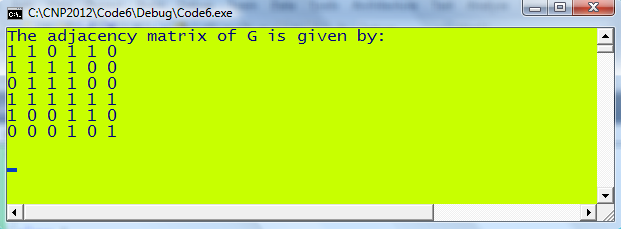 C:\CNP2012\Code6\Debug\Code6.exe
The adjacency matrix of G is given by:
1 1 0 1 1 0
1 1 1 1 0 0
0 1 1 1 0 0
1 1 1 1 1 1
1 0 0 1 1 0
0 0 0 1 0 1